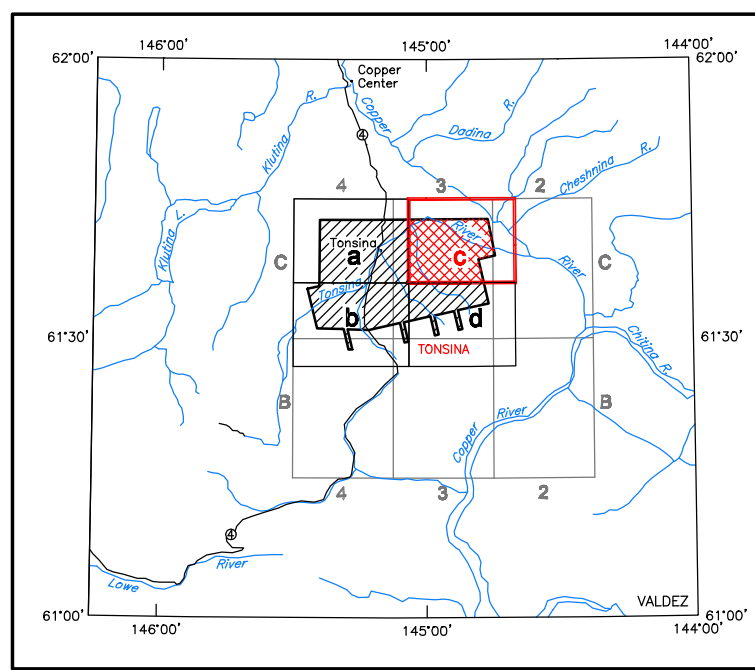 146°00'
145°00'
144°00'
62°00'
62°00'
Copper
Center
R.
Copper
R.
4
Dadina
Klutina
R.
Cheshnina
4
3
2
L.
Klutina
Tonsina
River
C
a
c
River
C
Tonsina
b
d
61°30'
61°30'
TONSINA
Chitina R.
B
B
River
Copper
4
3
2
4
River
Lowe
VALDEZ
61°00'
61°00'
146°00'
145°00'
144°00'